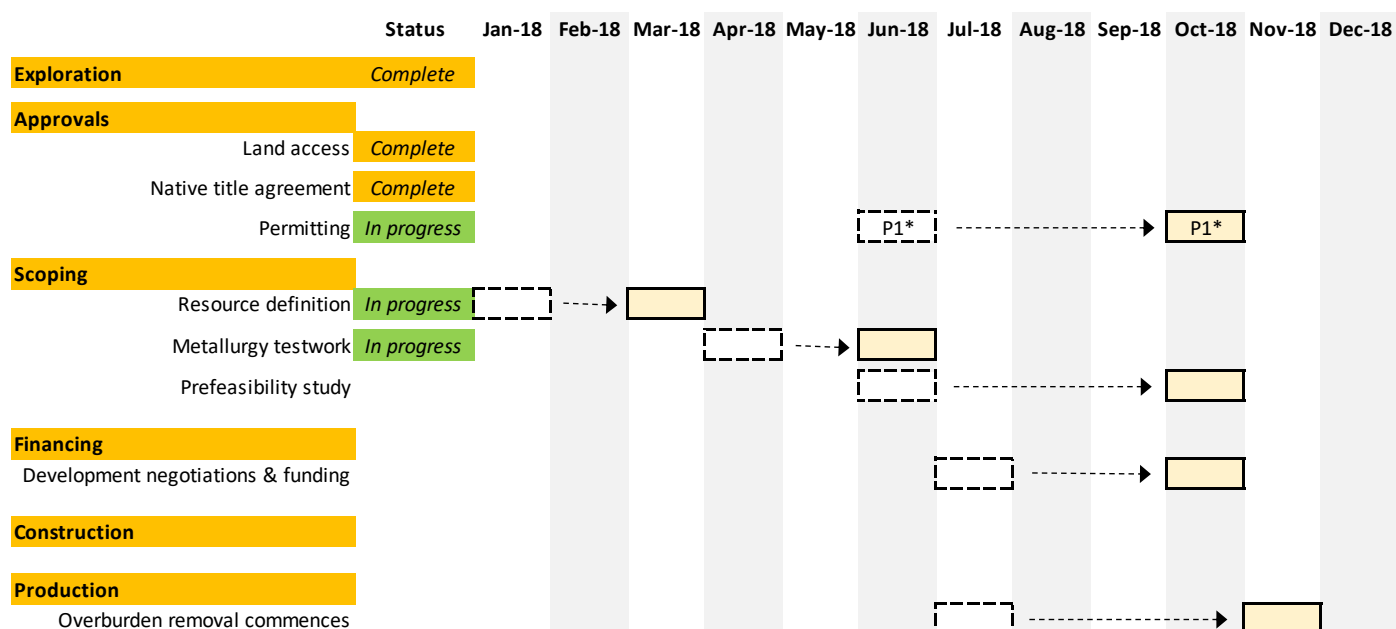 Status Jan-18 Feb-18 Mar-18 Apr-18 May-18 Jun-18 Jul-18 Aug-18 Sep-18 Oct-18 Nov-18 Dec-18
Exploration Complete
Approvals
Land access Complete
Native title agreement Complete
Permitting In progress P1* P1*
Scoping
Resource definition In progress
Metallurgy testwork In progress
Prefeasibility study
Financing
Development negotiations & funding
Construction
Production
Overburden removal commences